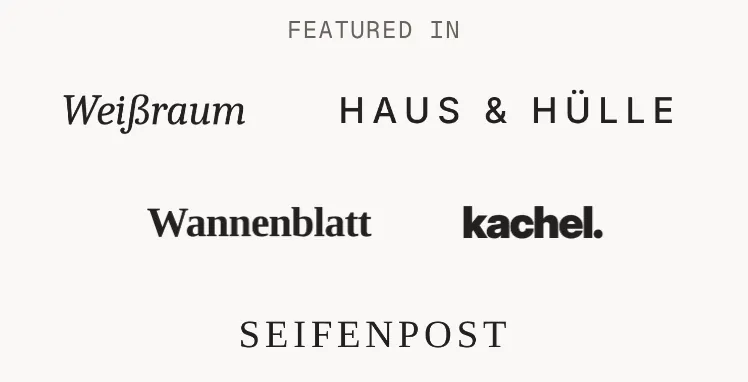 FEATURED IN
Weißraum HAUS & HÜLLE
Wannenblatt kachel.
SEIFENPOST